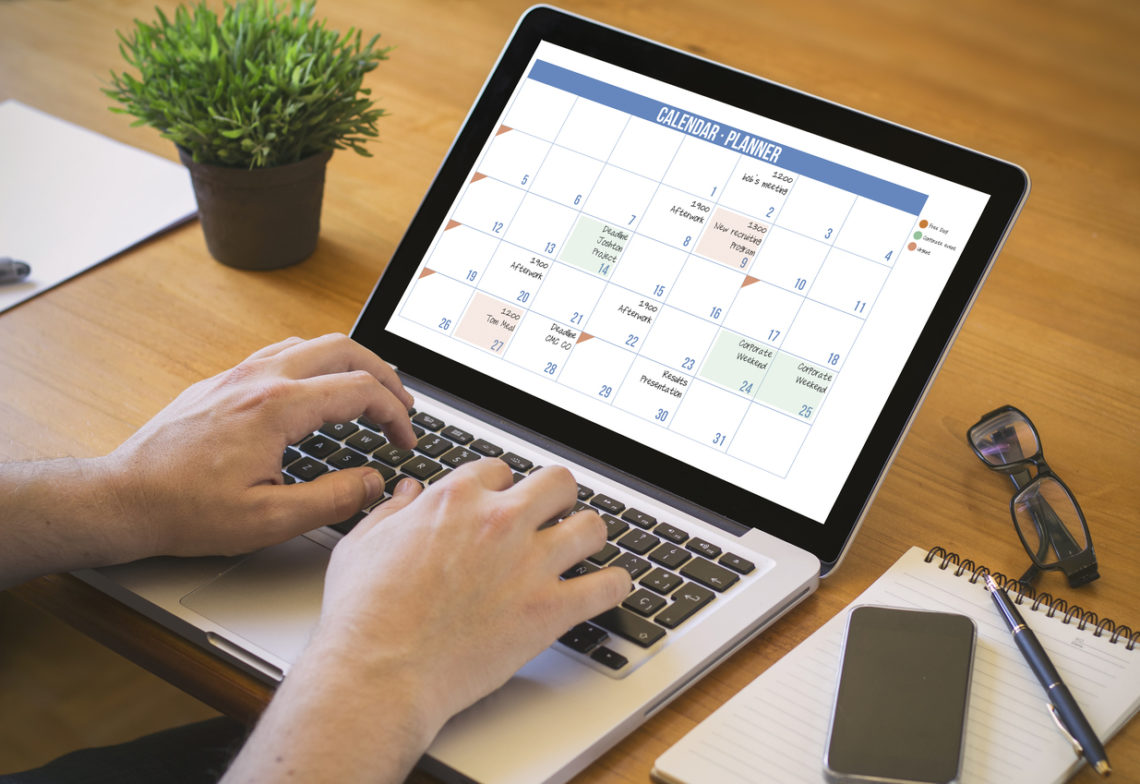 CALENDAR · PLANNER
1
1200
bob's meeting
2
3
4
5
6
7
1900
Afterwork
8
1300
New recruiting
Program
9
10
11
12
13
Deadline
Joshton
Project
14
15
16
17
18
19
1900
Afterwork
20
21
1900
Afterwork
22
23
Corporate
Weekend
24
Corporate
Weekend
25
26
1200
Tom Meal
27
Deadline
CMC CO
28
29
Results
Presentation
30
31
Free Day
Corporate event
urgent
Q
W
A
S